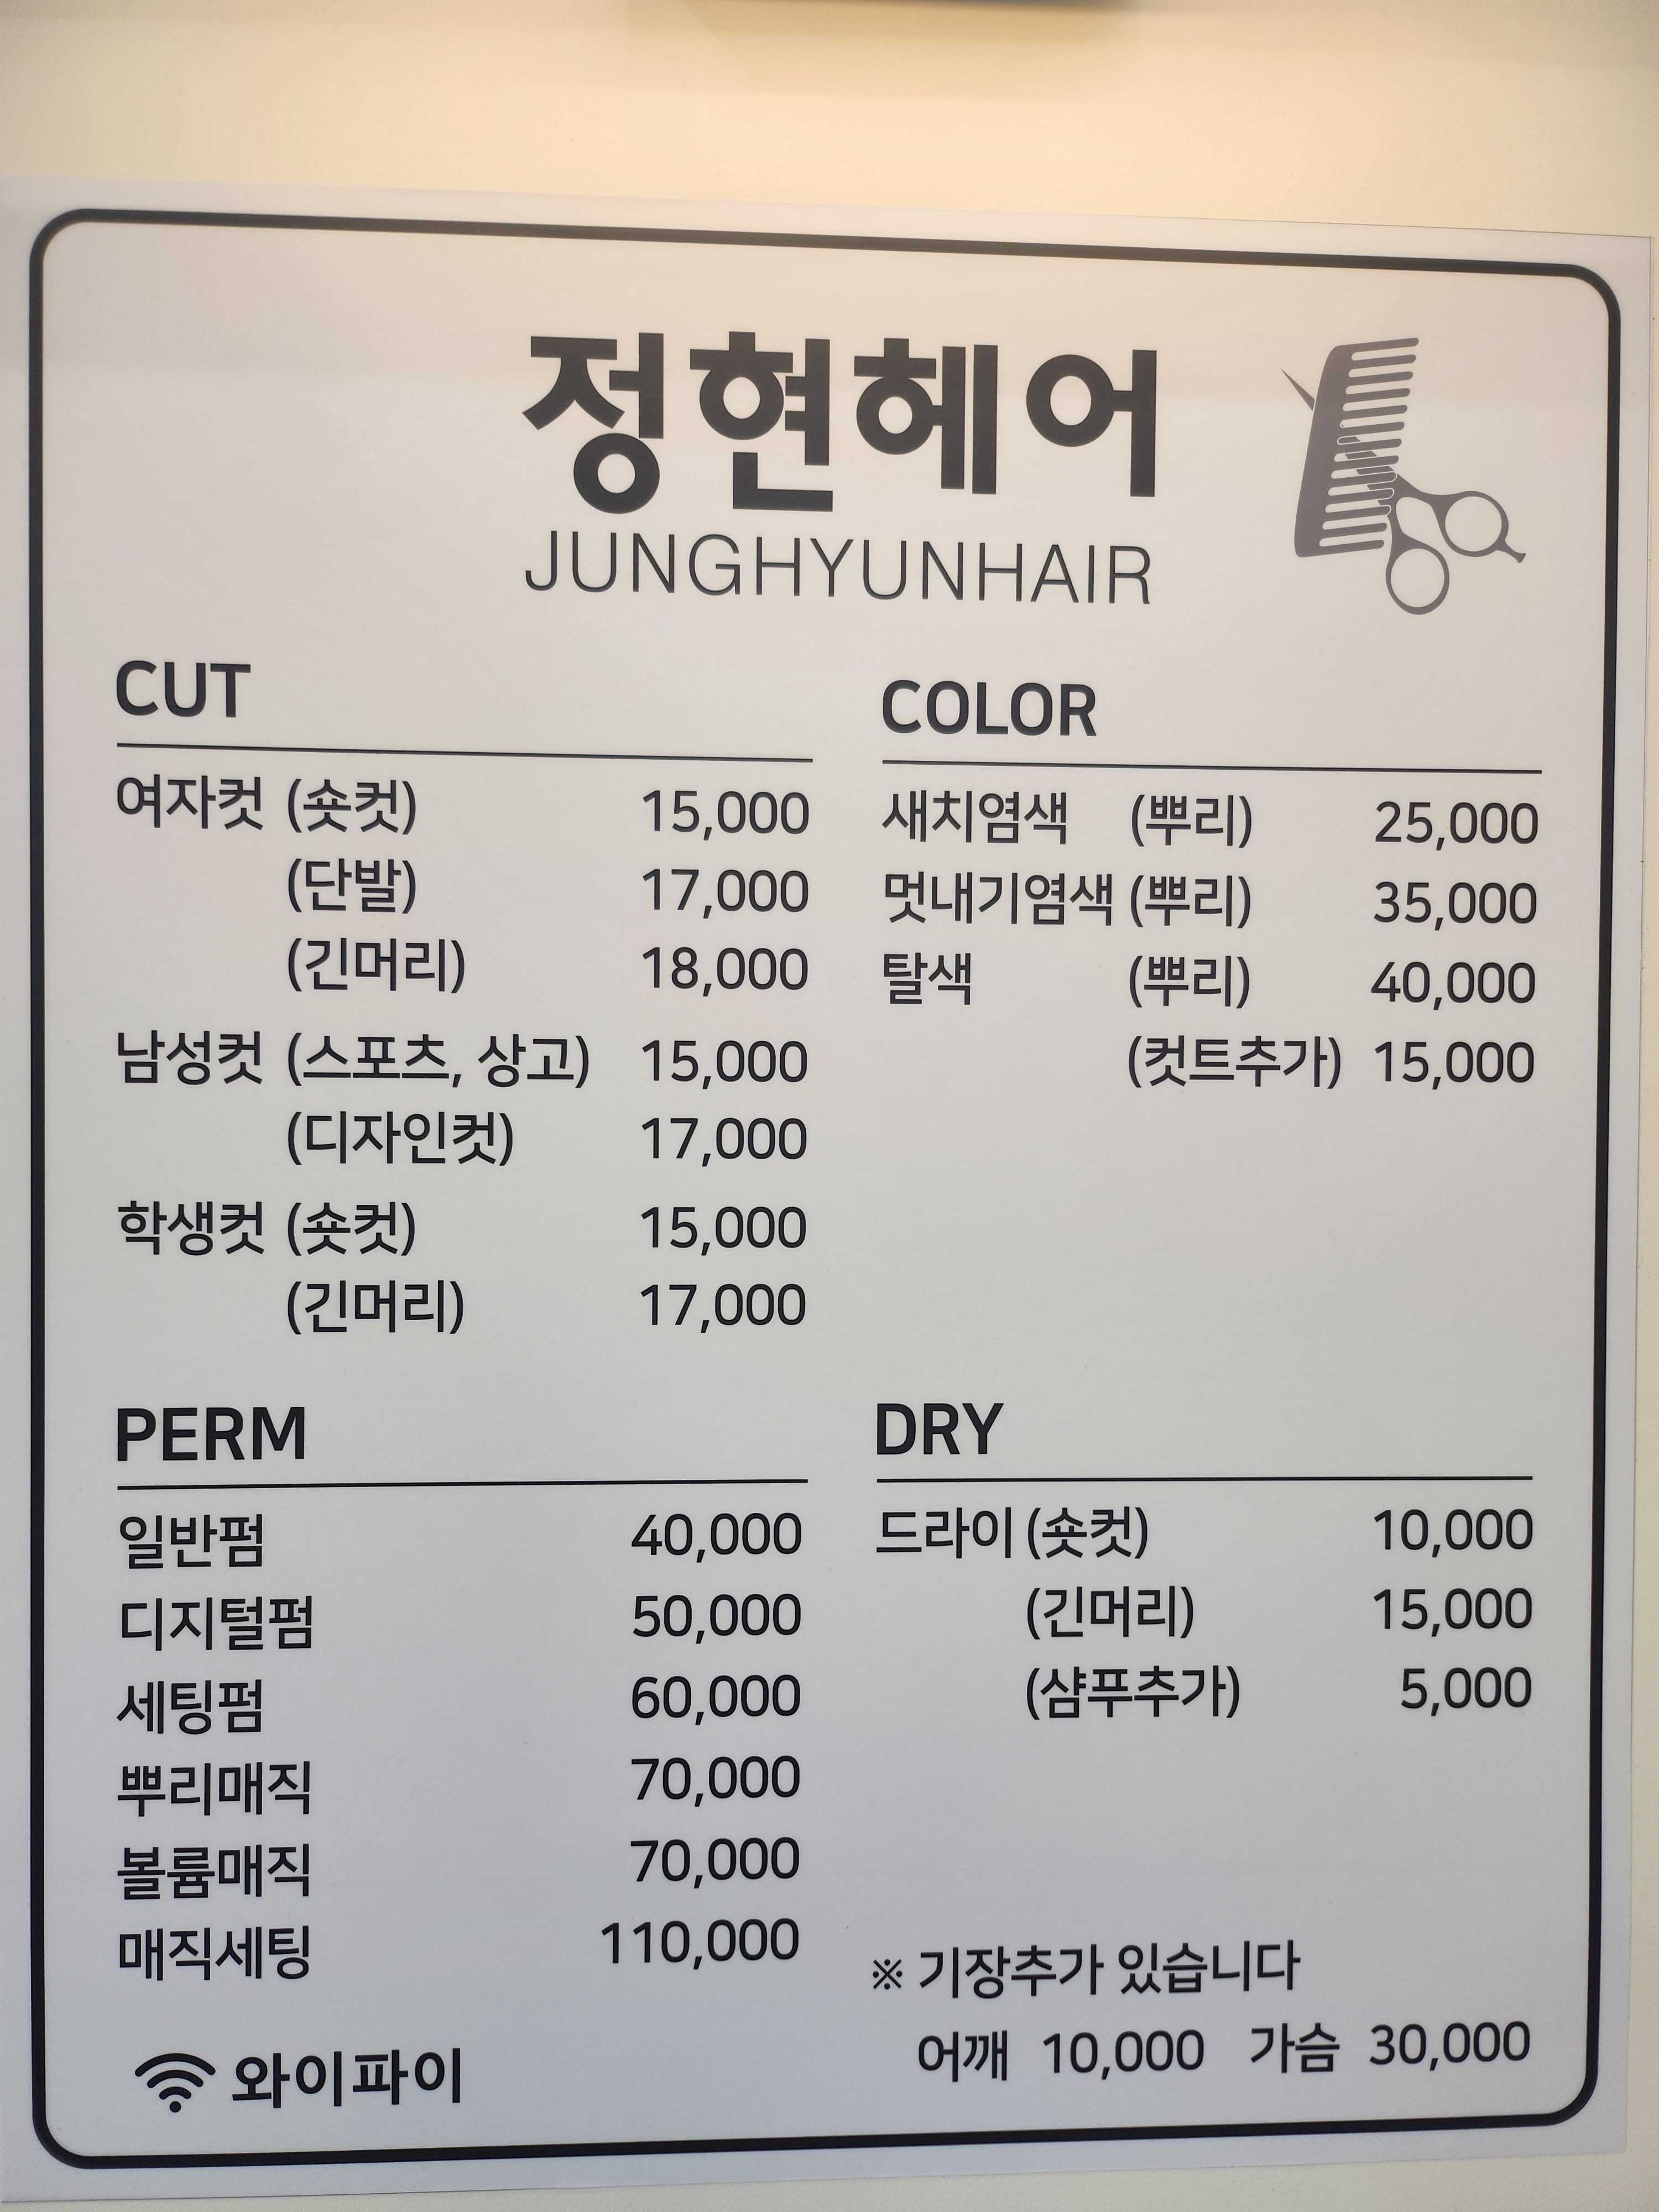 정현헤어
JUNGHYUNHAIR
CUT
여자컷 (숏컷) 15,000
(단발) 17,000
(긴머리) 18,000
남성컷 (스포츠, 상고) 15,000
(디자인컷) 17,000
학생컷 (숏컷) 15,000
(긴머리) 17,000
COLOR
새치염색 (뿌리) 25,000
멋내기염색 (뿌리) 35,000
탈색 (뿌리) 40,000
(컷트추가) 15,000
PERM
일반펌 40,000
디지털펌 50,000
세팅펌 60,000
뿌리매직 70,000
볼륨매직 70,000
매직세팅 110,000
와이파이
DRY
드라이 (숏컷) 10,000
(긴머리) 15,000
(샴푸추가) 5,000
※ 기장추가 있습니다
어깨 10,000 가슴 30,000